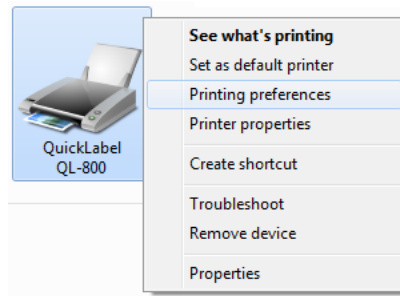 See what's printing
Set as default printer
Printing preferences
Printer properties
Create shortcut
Troubleshoot
Remove device
Properties
QuickLabel
QL-800